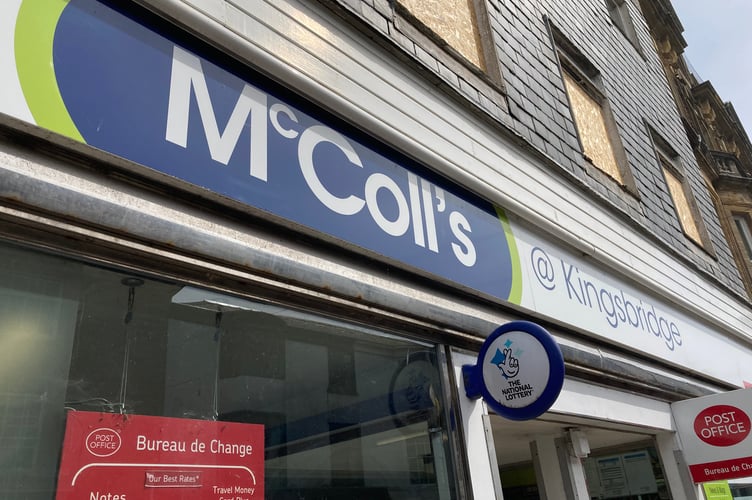 McColl's
@ Kingsbridge
THE
NATIONAL
LOTTERY
POST
OFFICE
Bureau de Change
Our Best Rates*
Notes
Travel Money
POST
OFFICE
Bureau de Cha